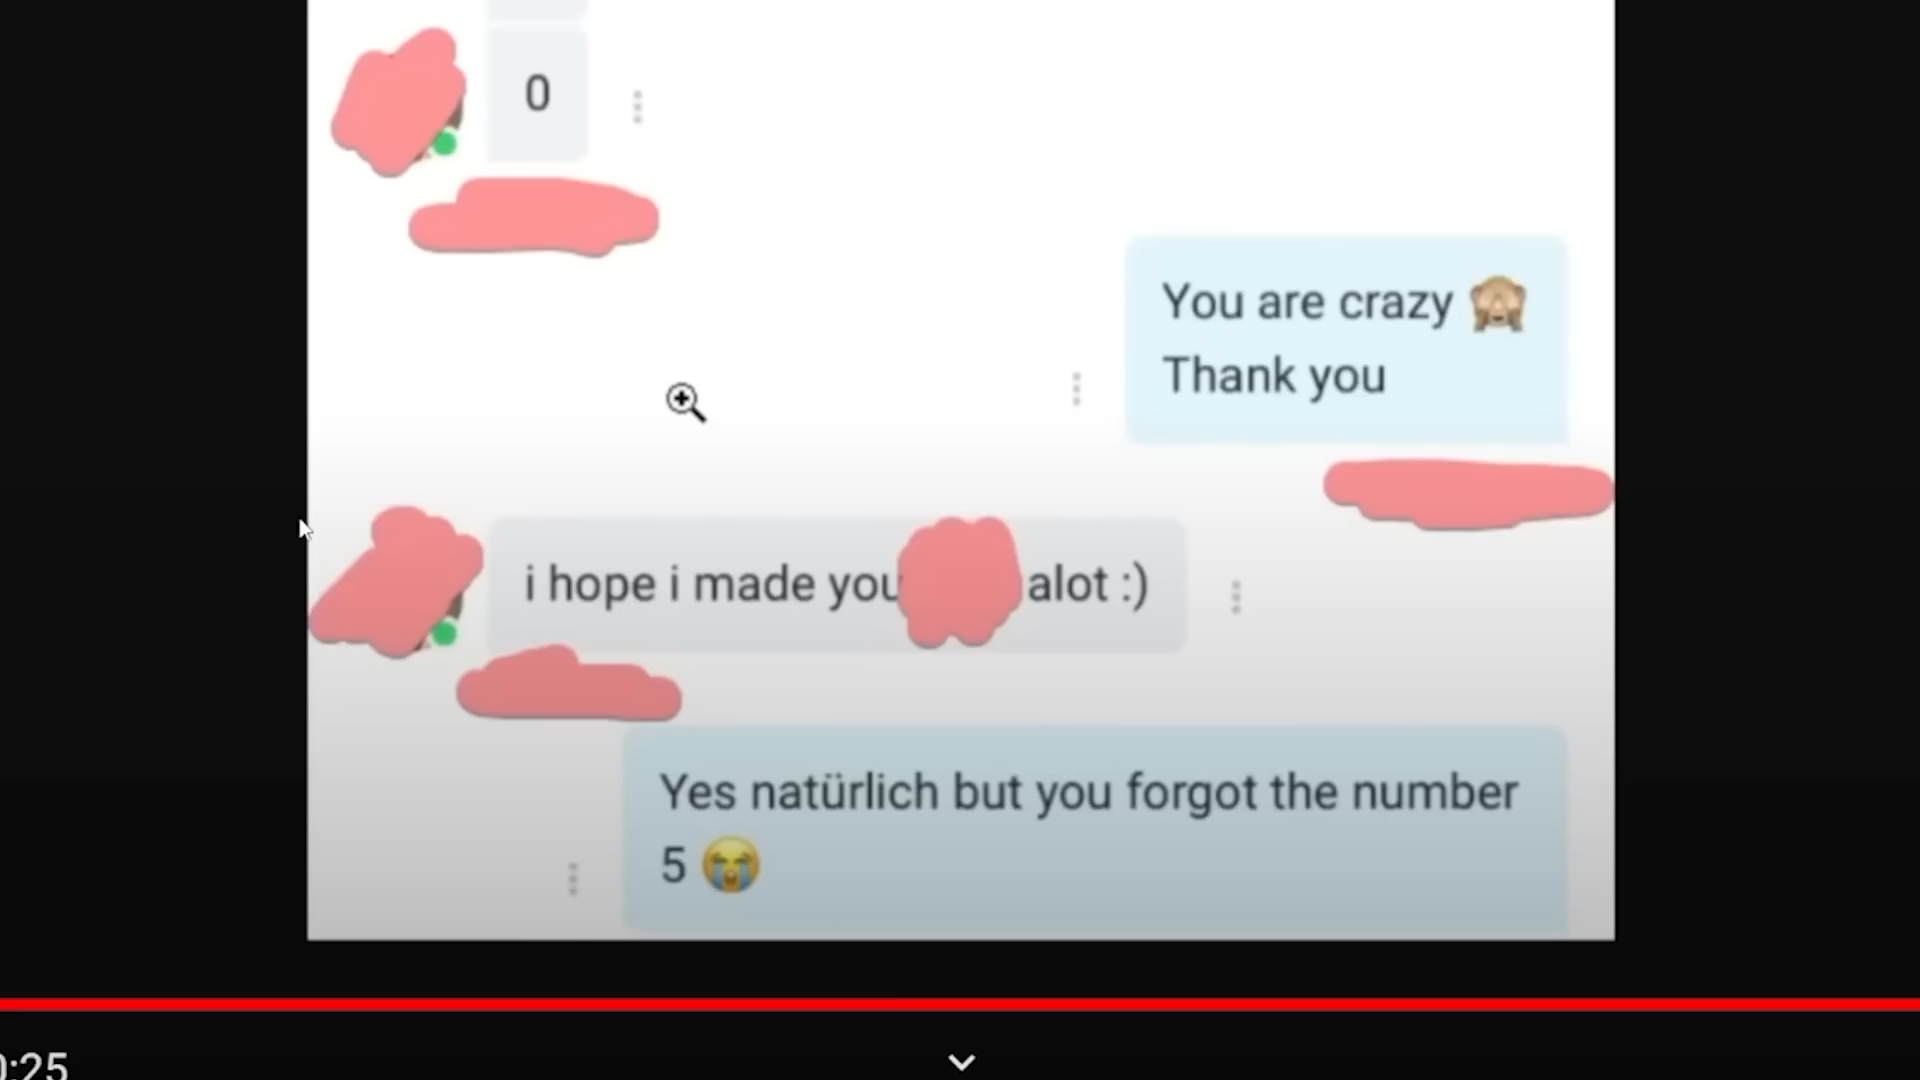 0
You are crazy 🙈
Thank you
i hope i made you alot :)
Yes natürlich but you forgot the number
5 😭
0:25